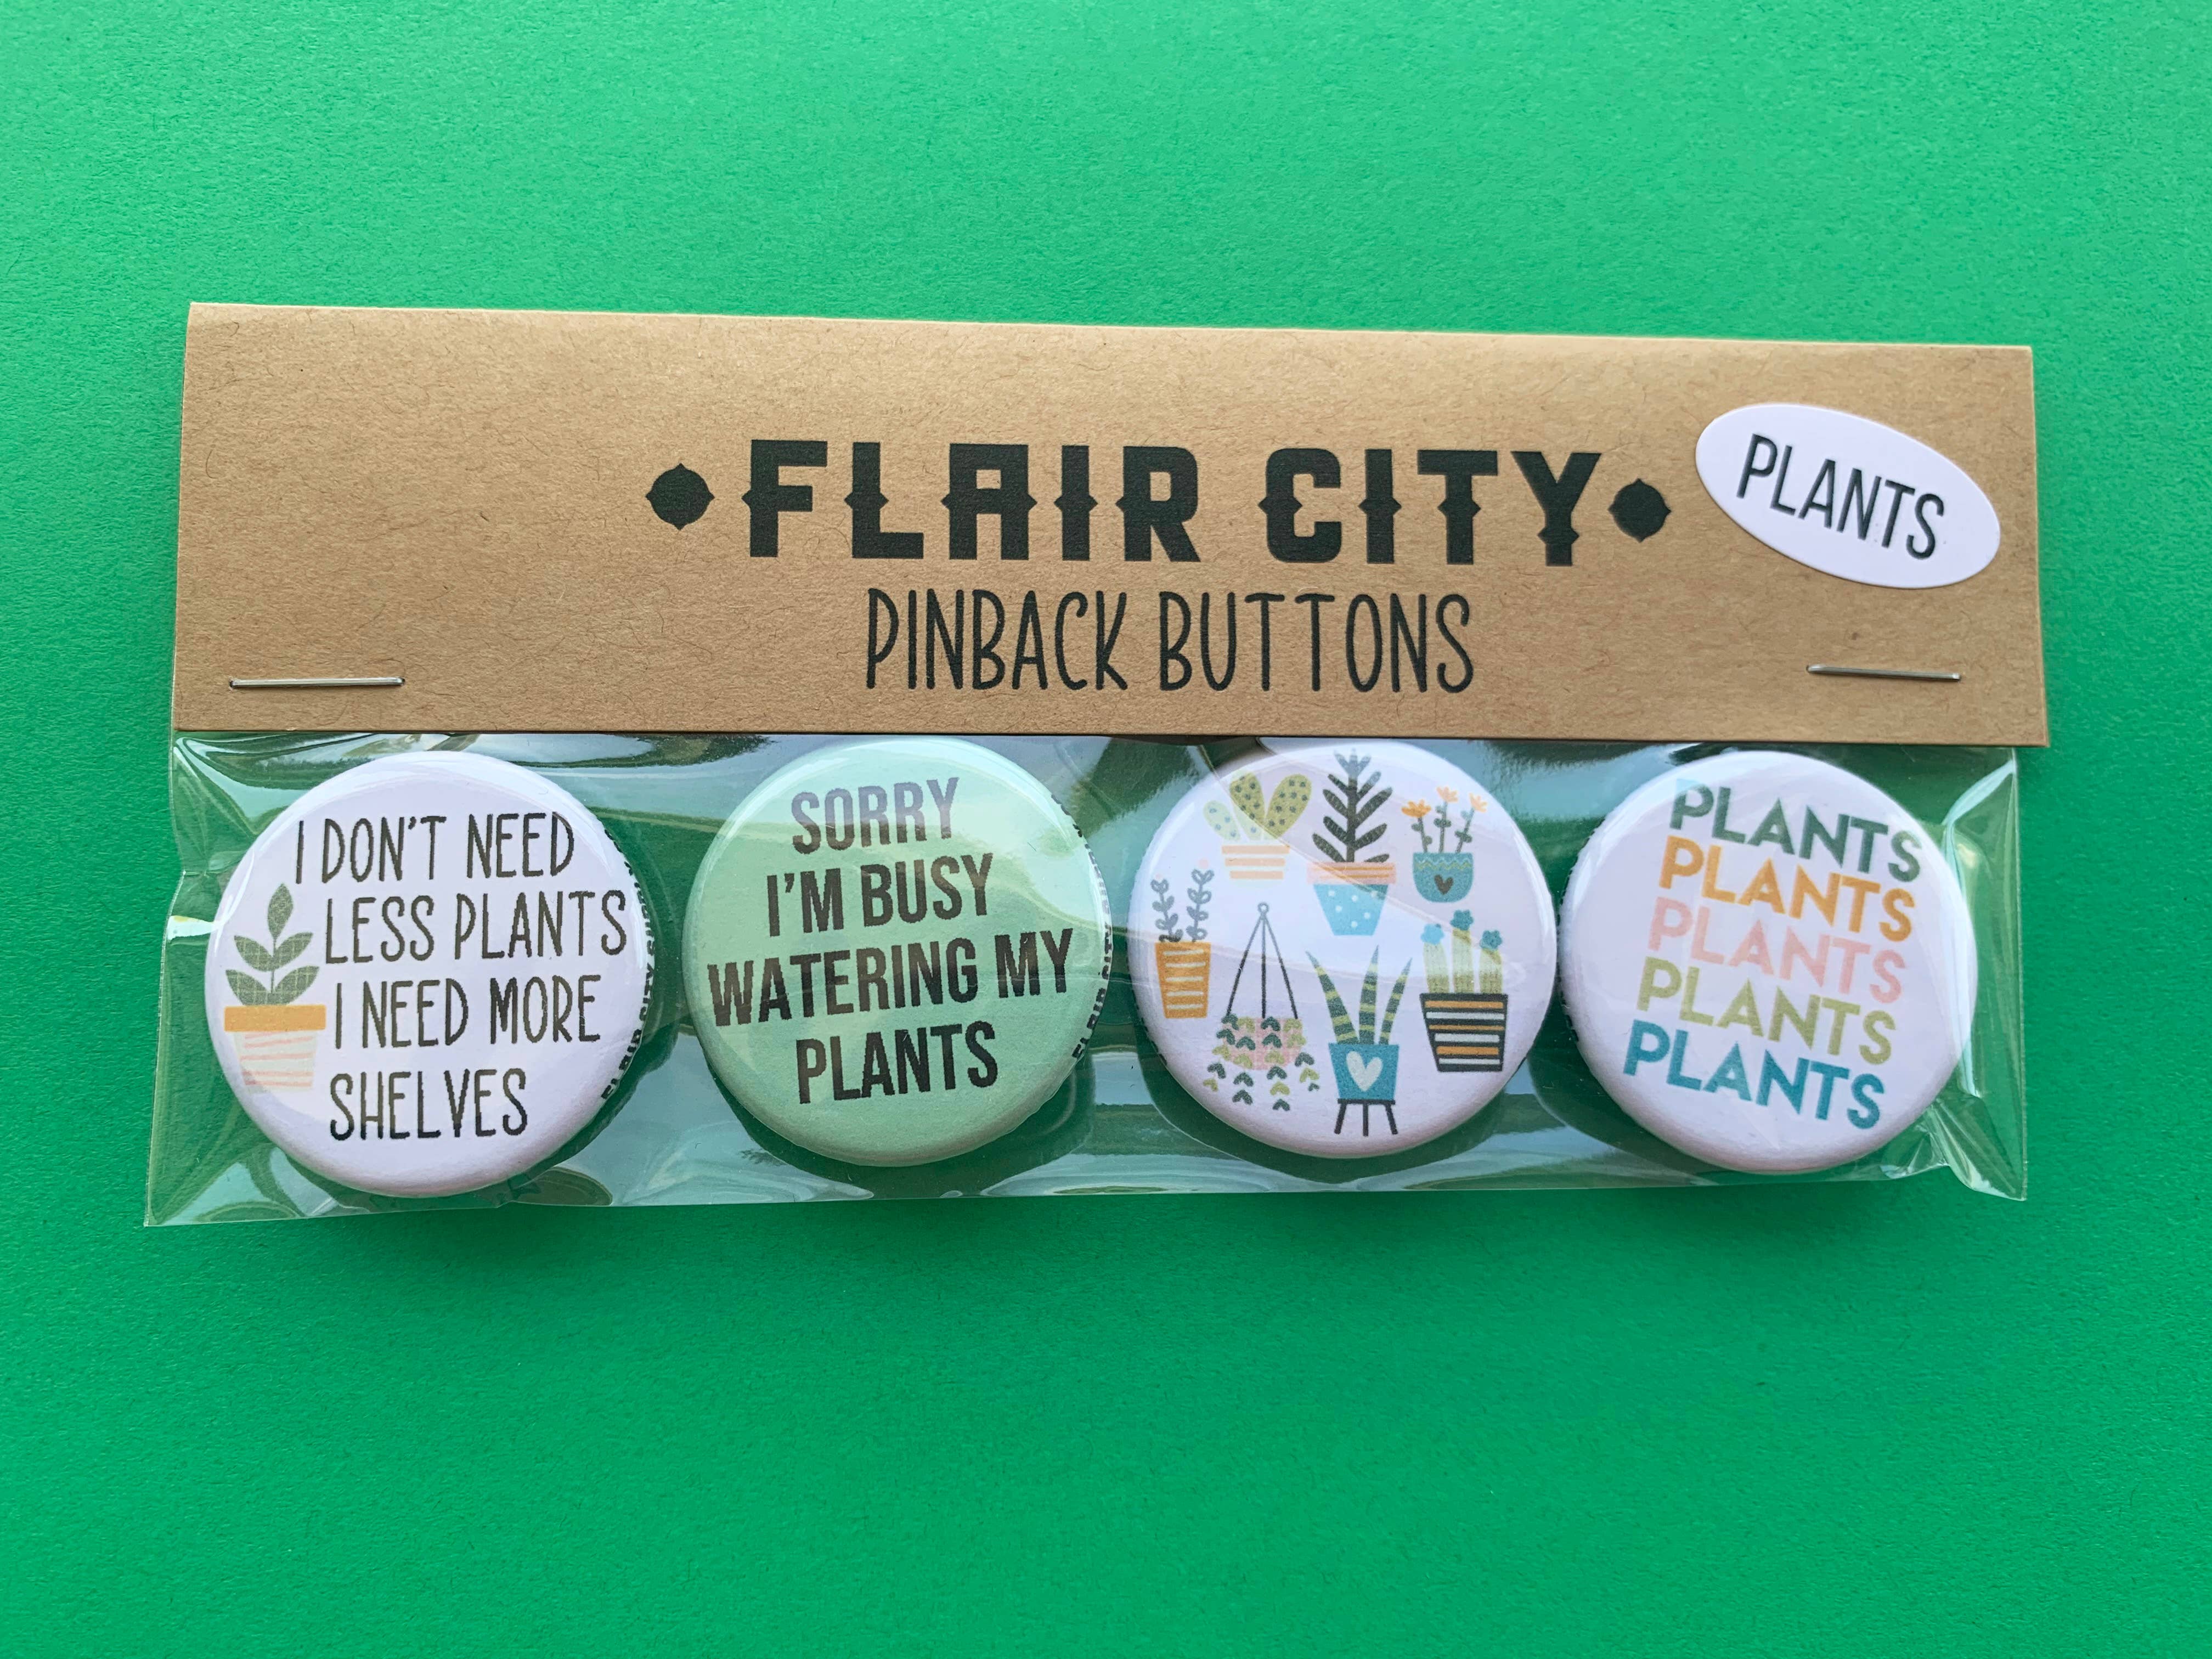 FLAIR CITY
PINBACK BUTTONS
PLANTS
I DON'T NEED
LESS PLANTS
I NEED MORE
SHELVES
SORRY
I'M BUSY
WATERING MY
PLANTS
PLANTS
PLANTS
PLANTS
PLANTS
PLANTS